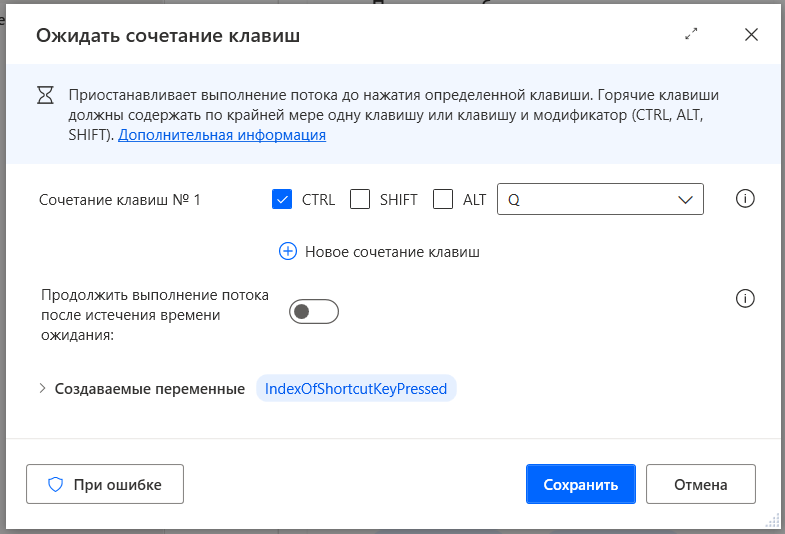 Ожидать сочетание клавиш
Приостанавливает выполнение потока до нажатия определенной клавиши. Горячие клавиши
должны содержать по крайней мере одну клавишу или клавишу и модификатор (CTRL, ALT,
SHIFT). Дополнительная информация
Сочетание клавиш № 1 CTRL SHIFT ALT Q
Новое сочетание клавиш
Продолжить выполнение потока
после истечения времени
ожидания:
Создаваемые переменные IndexOfShortcutKeyPressed
При ошибке Сохранить Отмена